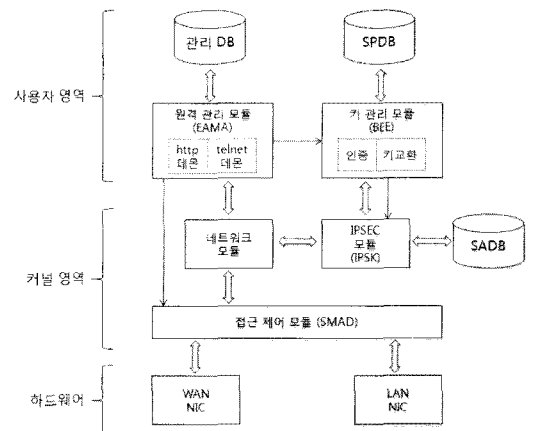 관리 DB
SPDB
사용자 영역
원격 관리 모듈
(EAMA)
http
데몬
telnet
데몬
키 관리 모듈
(BEE)
인증
키교환
커널 영역
네트워크
모듈
IPSEC
모듈
(IPSK)
SADB
접근 제어 모듈 (SMAD)
하드웨어
WAN
NIC
LAN
NIC